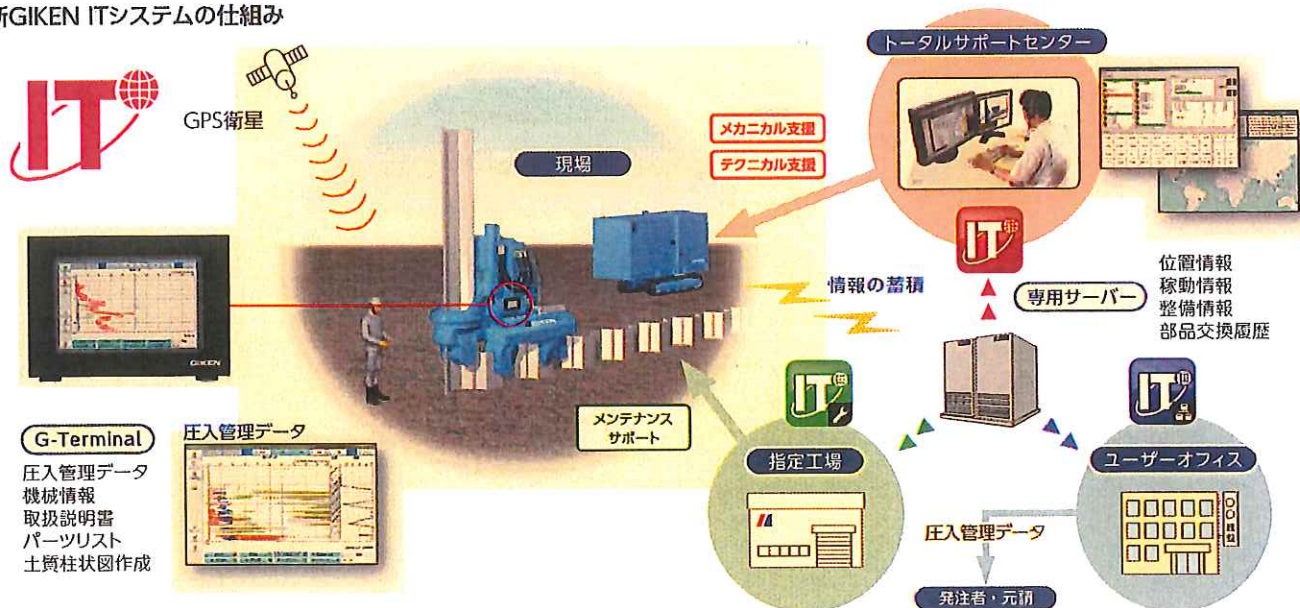 新GIKEN ITシステムの仕組み
IT
GPS衛星
現場
メカニカル支援
テクニカル支援
トータルサポートセンター
IT
情報の蓄積
専用サーバー
位置情報
稼動情報
整備情報
部品交換履歴
GIKEN
G-Terminal
圧入管理データ
機械情報
取扱説明書
パーツリスト
土質柱状図作成
圧入管理データ
メンテナンス
サポート
IT
指定工場
IT
ユーザーオフィス
圧入管理データ
発注者・元請